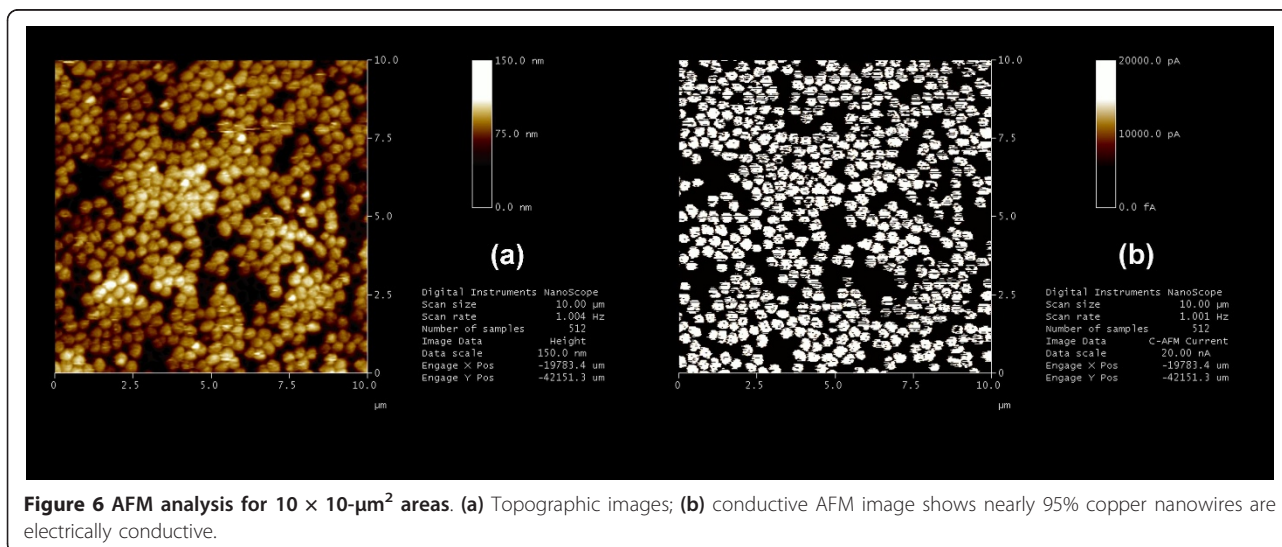 10.0
7.5
5.0
2.5
0
0 2.5 5.0 7.5 10.0
μm
150.0 nm
75.0 nm
0.0 nm
(a)
Digital Instruments NanoScope
Scan size 10.00 μm
Scan rate 1.004 Hz
Number of samples 512
Image Data Height
Data scale 150.0 nm
Engage X Pos -19783.4 um
Engage Y Pos -42151.3 um
10.0
7.5
5.0
2.5
0
0 2.5 5.0 7.5 10.0
μm
20000.0 pA
10000.0 pA
0.0 fA
(b)
Digital Instruments NanoScope
Scan size 10.00 μm
Scan rate 1.001 Hz
Number of samples 512
Image Data C-AFM Current
Data scale 20.00 nA
Engage X Pos -19783.4 um
Engage Y Pos -42151.3 um
Figure 6 AFM analysis for 10 × 10-μm² areas. (a) Topographic images; (b) conductive AFM image shows nearly 95% copper nanowires are
electrically conductive.